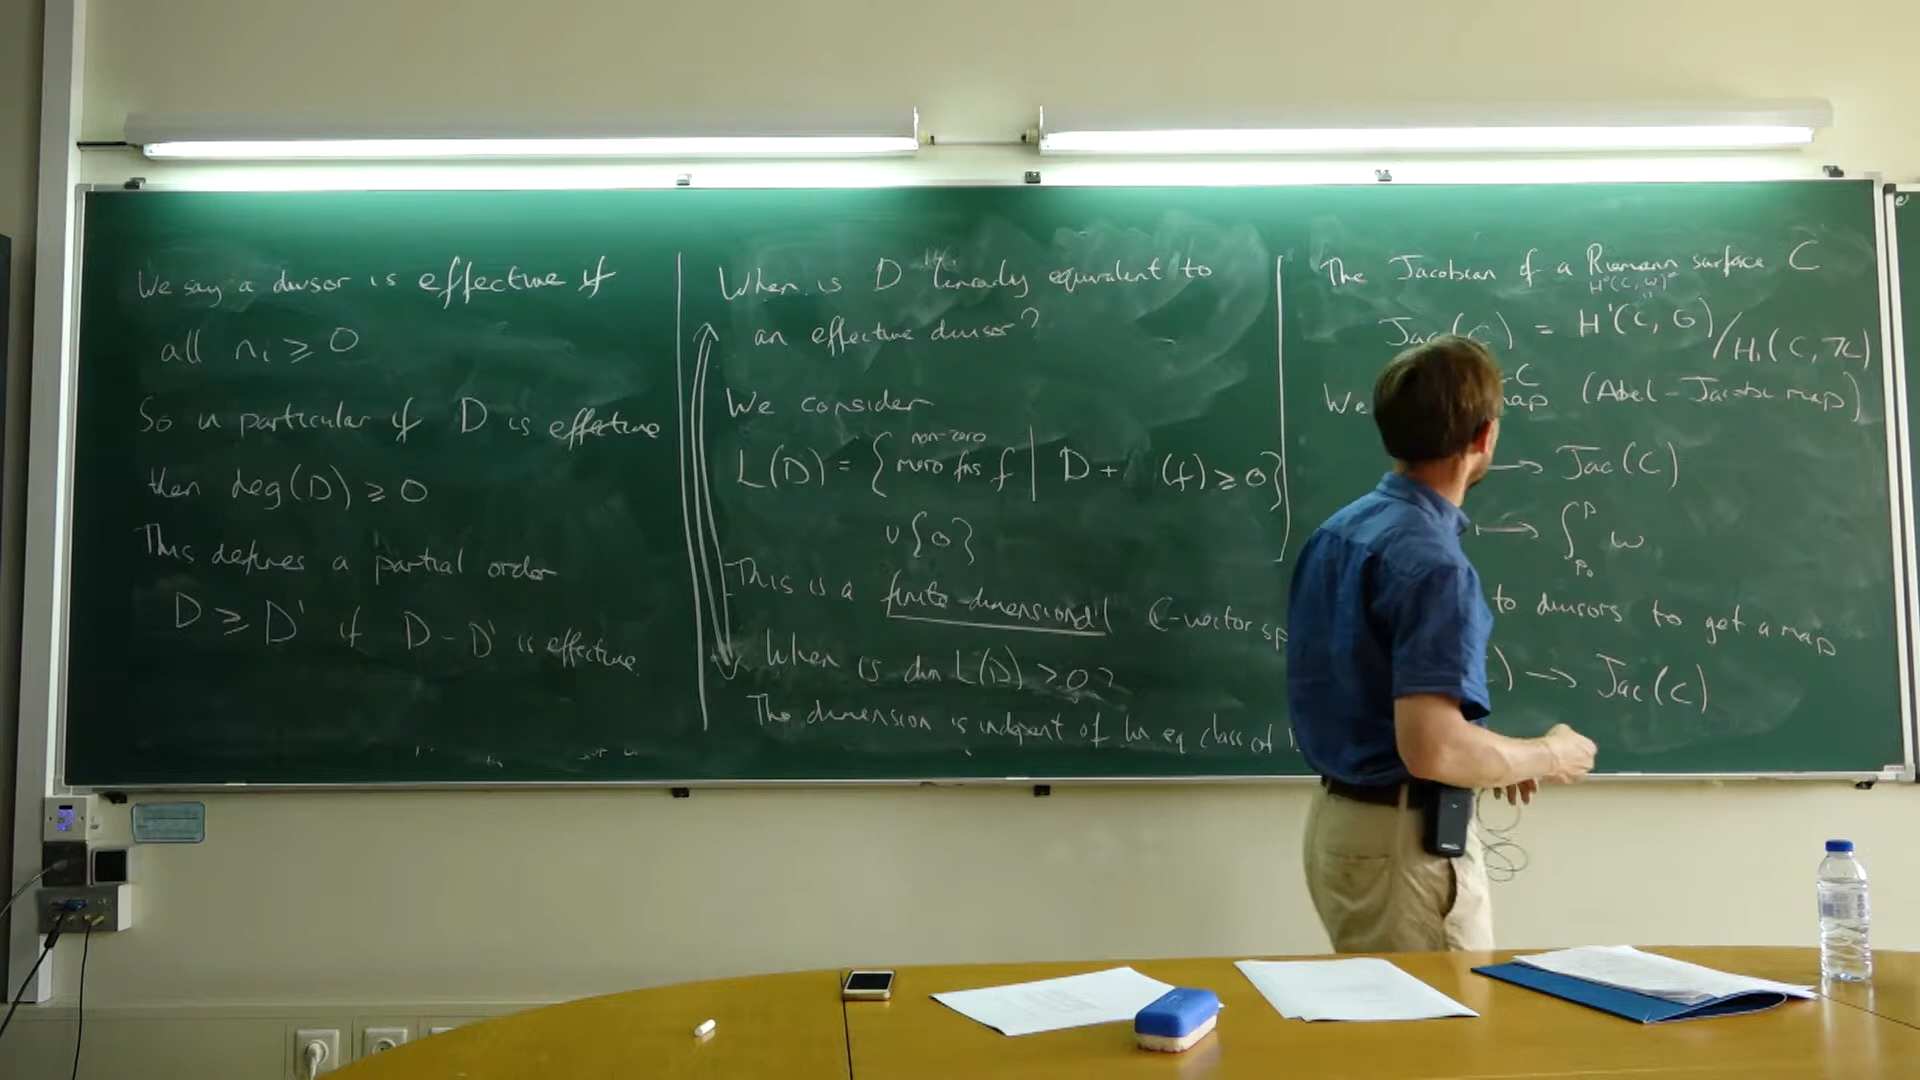 We say a divisor is effective if
all nᵢ ≥ 0
So in particular if D is effective
then deg(D) ≥ 0
This defines a partial order
D ≥ D' if D - D' is effective.
When is D linearly equivalent to
an effective divisor?
We consider
L(D) = { non-zero mero fns f | D + (f) ≥ 0 }
∪ {0}
This is a finite-dimensional ℂ-vector sp
When is dim L(D) > 0?
The dimension is indepent of lin eq class of
The Jacobian of a Riemann surface C
H⁰(C, ω)*
Jac(C) = H¹(C, O) / H₁(C, ℤ)
We map (Abel-Jacobi map)
→ Jac(C)
↦ ∫_{p₀}^{p} ω
to divisors to get a map
) → Jac(C)